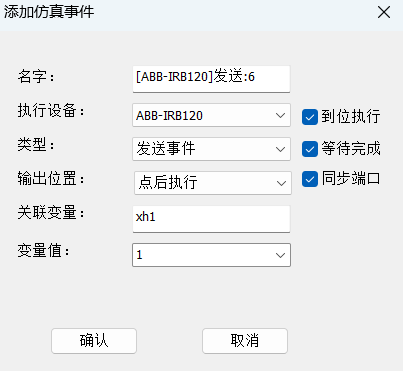 添加仿真事件
名字： [ABB-IRB120]发送:6
执行设备： ABB-IRB120 到位执行
类型： 发送事件 等待完成
输出位置： 点后执行 同步端口
关联变量： xh1
变量值： 1
确认 取消